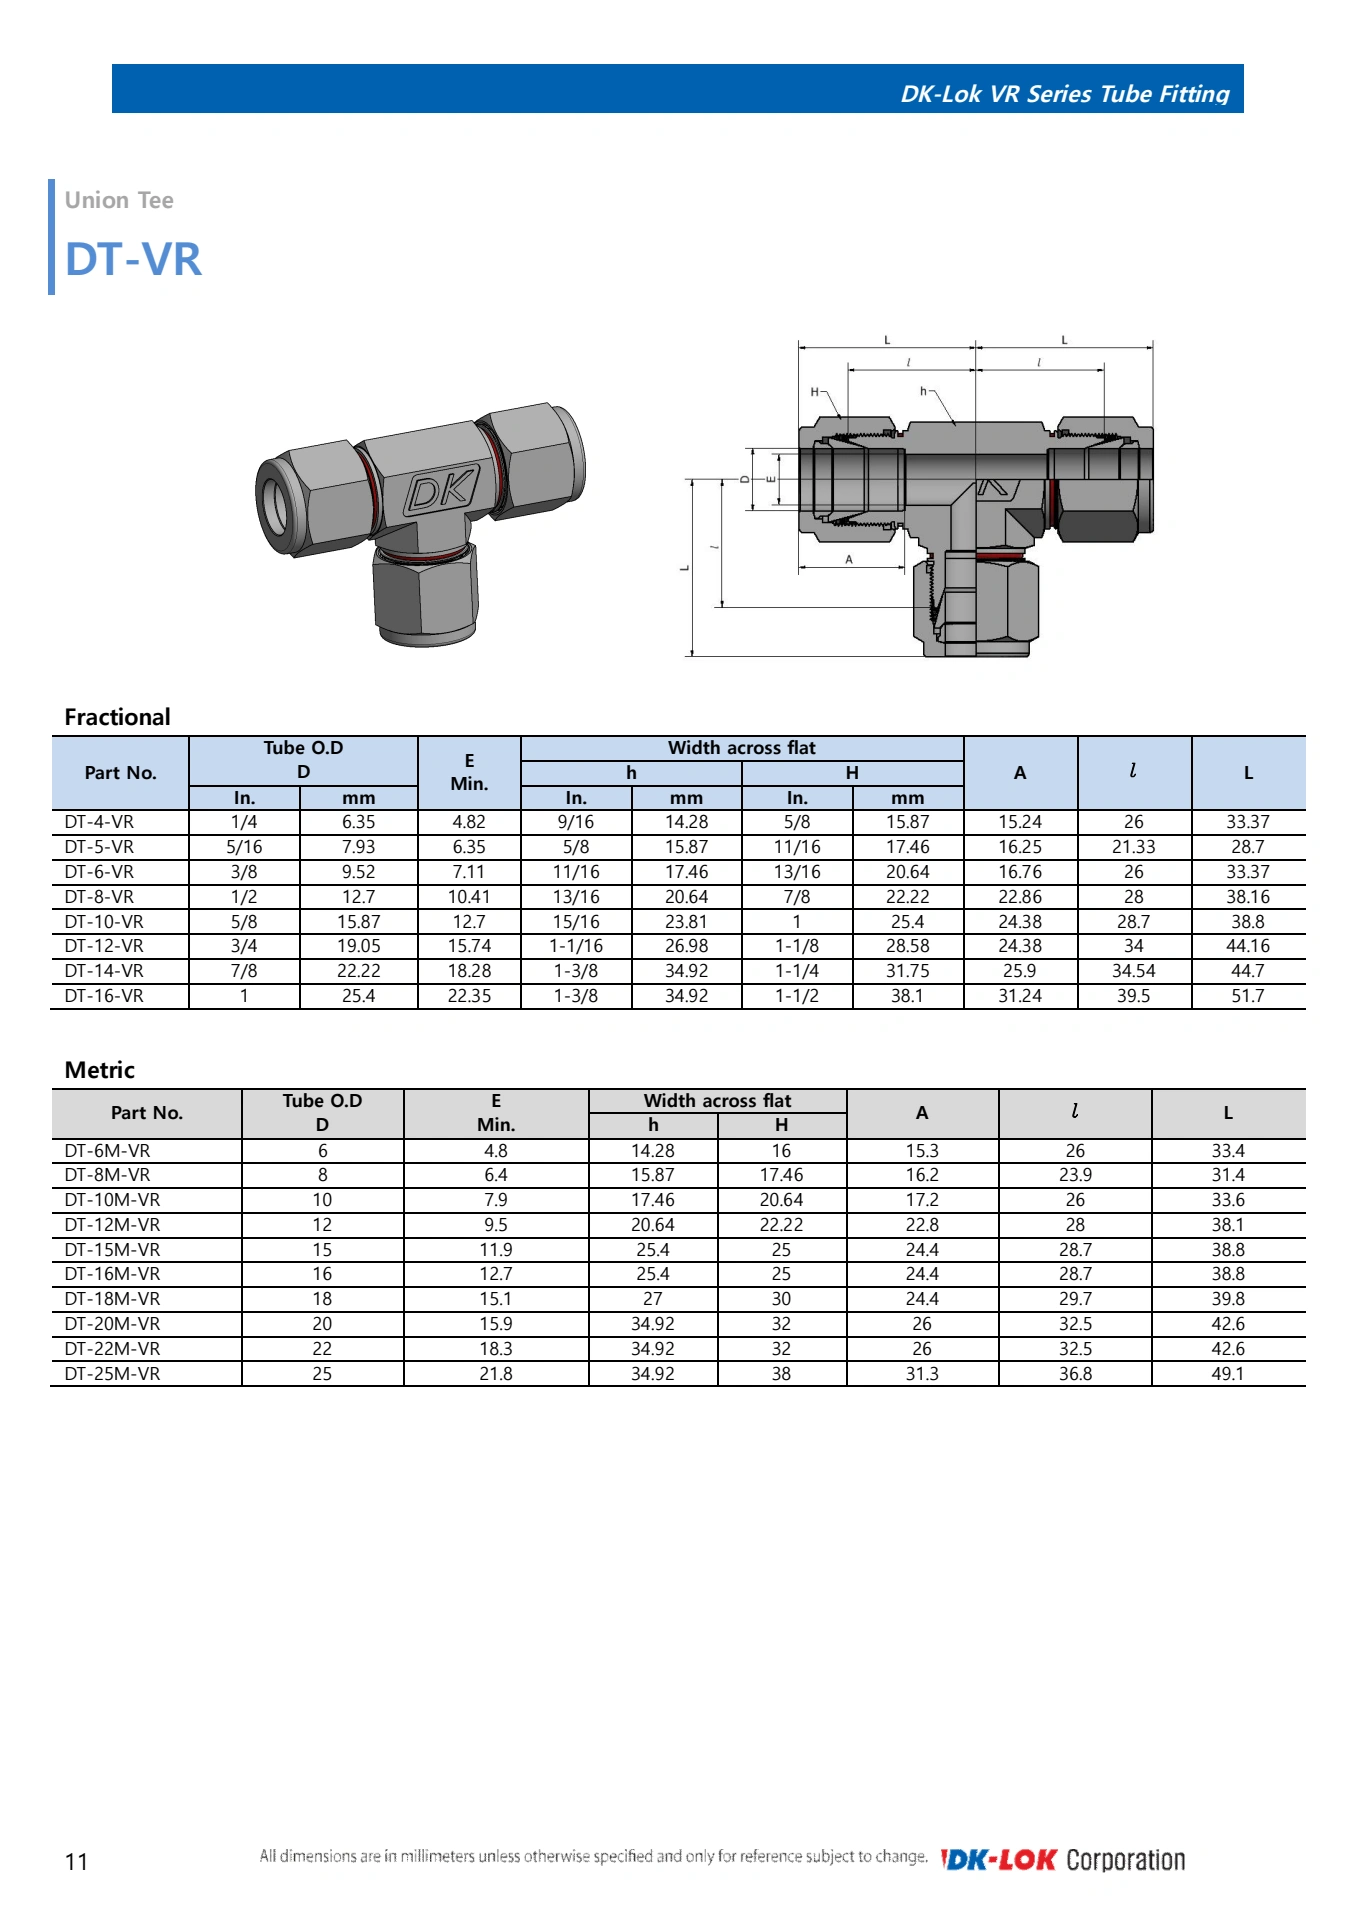 DK-Lok VR Series Tube Fitting
Union Tee
DT-VR
DK
L L
l l
H h
D E
A
l
L
K
Fractional
Part No. Tube O.D D E Min. Width across flat A l L
h H
In. mm In. mm In. mm
DT-4-VR 1/4 6.35 4.82 9/16 14.28 5/8 15.87 15.24 26 33.37
DT-5-VR 5/16 7.93 6.35 5/8 15.87 11/16 17.46 16.25 21.33 28.7
DT-6-VR 3/8 9.52 7.11 11/16 17.46 13/16 20.64 16.76 26 33.37
DT-8-VR 1/2 12.7 10.41 13/16 20.64 7/8 22.22 22.86 28 38.16
DT-10-VR 5/8 15.87 12.7 15/16 23.81 1 25.4 24.38 28.7 38.8
DT-12-VR 3/4 19.05 15.74 1-1/16 26.98 1-1/8 28.58 24.38 34 44.16
DT-14-VR 7/8 22.22 18.28 1-3/8 34.92 1-1/4 31.75 25.9 34.54 44.7
DT-16-VR 1 25.4 22.35 1-3/8 34.92 1-1/2 38.1 31.24 39.5 51.7
Metric
Part No. Tube O.D D E Min. Width across flat A l L
h H
DT-6M-VR 6 4.8 14.28 16 15.3 26 33.4
DT-8M-VR 8 6.4 15.87 17.46 16.2 23.9 31.4
DT-10M-VR 10 7.9 17.46 20.64 17.2 26 33.6
DT-12M-VR 12 9.5 20.64 22.22 22.8 28 38.1
DT-15M-VR 15 11.9 25.4 25 24.4 28.7 38.8
DT-16M-VR 16 12.7 25.4 25 24.4 28.7 38.8
DT-18M-VR 18 15.1 27 30 24.4 29.7 39.8
DT-20M-VR 20 15.9 34.92 32 26 32.5 42.6
DT-22M-VR 22 18.3 34.92 32 26 32.5 42.6
DT-25M-VR 25 21.8 34.92 38 31.3 36.8 49.1
11 All dimensions are in millimeters unless otherwise specified and only for reference subject to change. DK-LOK Corporation